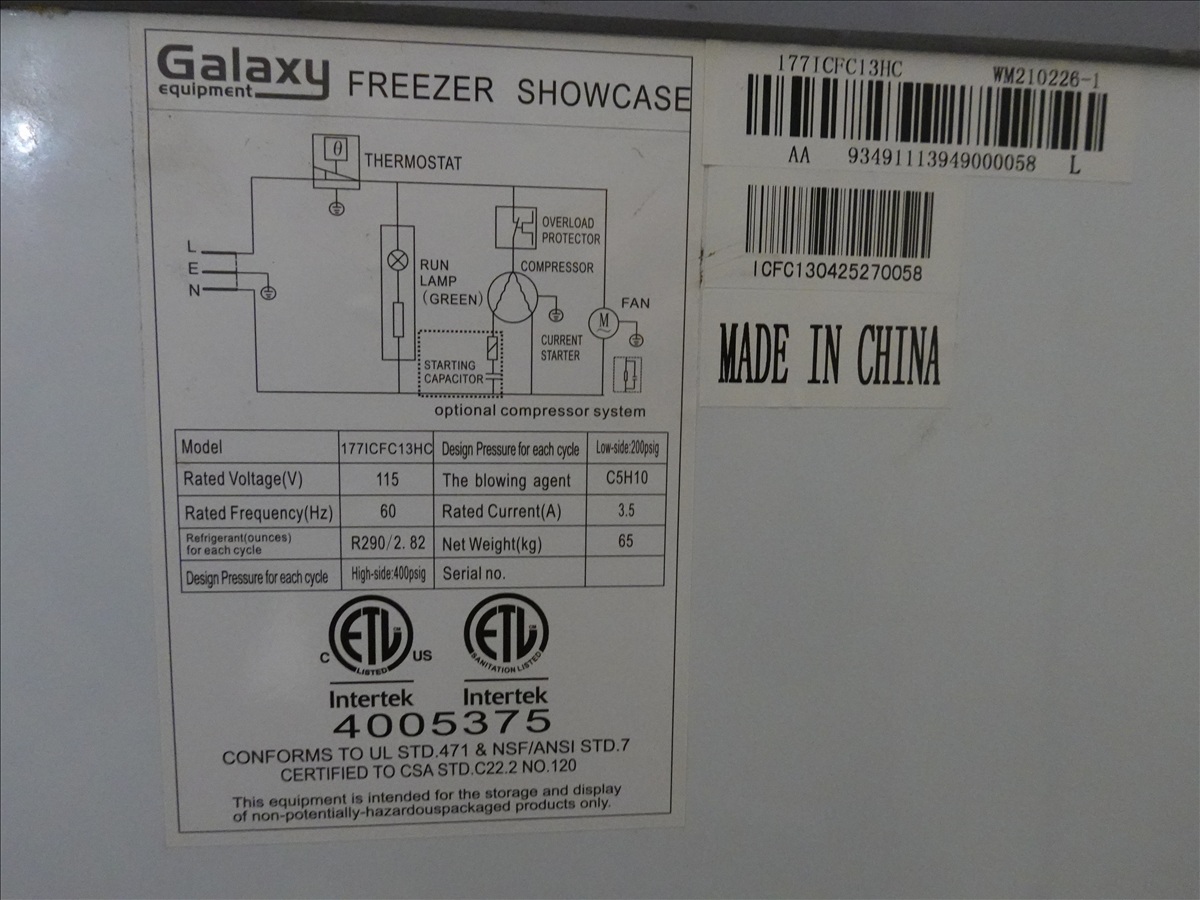 Galaxy
equipment
FREEZER SHOWCASE
θ
THERMOSTAT
L
E
N
RUN
LAMP
(GREEN)
OVERLOAD
PROTECTOR
COMPRESSOR
FAN
M
CURRENT
STARTER
STARTING
CAPACITOR
optional compressor system
Model 177ICFC13HC Design Pressure for each cycle Low-side:200psig
Rated Voltage(V) 115 The blowing agent C5H10
Rated Frequency(Hz) 60 Rated Current(A) 3.5
Refrigerant(ounces)
for each cycle R290/2.82 Net Weight(kg) 65
Design Pressure for each cycle High-side:400psig Serial no.
ETL
LISTED
C US
Intertek
ETL
SANITATION LISTED
Intertek
4005375
CONFORMS TO UL STD.471 & NSF/ANSI STD.7
CERTIFIED TO CSA STD.C22.2 NO.120
This equipment is intended for the storage and display
of non-potentially-hazardouspackaged products only.
177ICFC13HC WM210226-1
AA 93491113949000058 L
ICFC130425270058
MADE IN CHINA